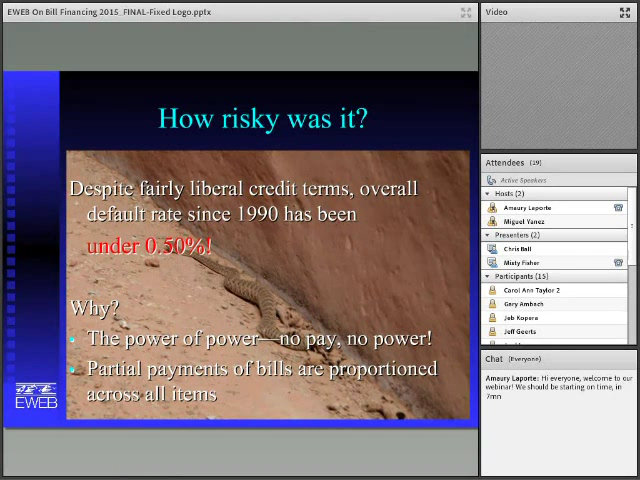 EWEB On Bill Financing 2015_FINAL-Fixed Logo.pptx
How risky was it?
Despite fairly liberal credit terms, overall
default rate since 1990 has been
under 0.50%!
Why?
The power of power—no pay, no power!
Partial payments of bills are proportioned
across all items
EWEB
Video
Attendees (19)
Active Speakers
Hosts (2)
Amaury Laporte
Miguel Yanez
Presenters (2)
Chris Ball
Misty Fisher
Participants (15)
Carol Ann Taylor 2
Gary Ambach
Jeb Kopera
Jeff Geerts
Chat (Everyone)
Amaury Laporte: Hi everyone, welcome to our
webinar! We should be starting on time, in
7mn